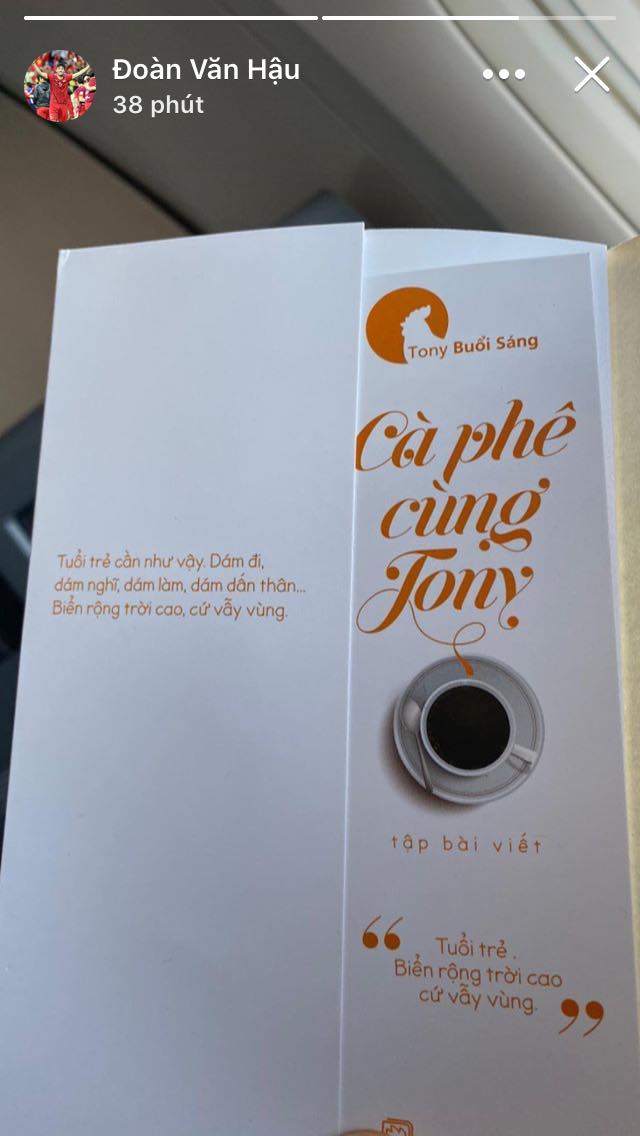 Đoàn Văn Hậu
38 phút
Tony Buổi Sáng
Cà phê
cùng
Tony
Tuổi trẻ cần như vậy. Dám đi,
dám nghĩ, dám làm, dám dấn thân...
Biển rộng trời cao, cứ vẫy vùng.
tập bài viết
“ Tuổi trẻ .
Biển rộng trời cao
cứ vẫy vùng. ”